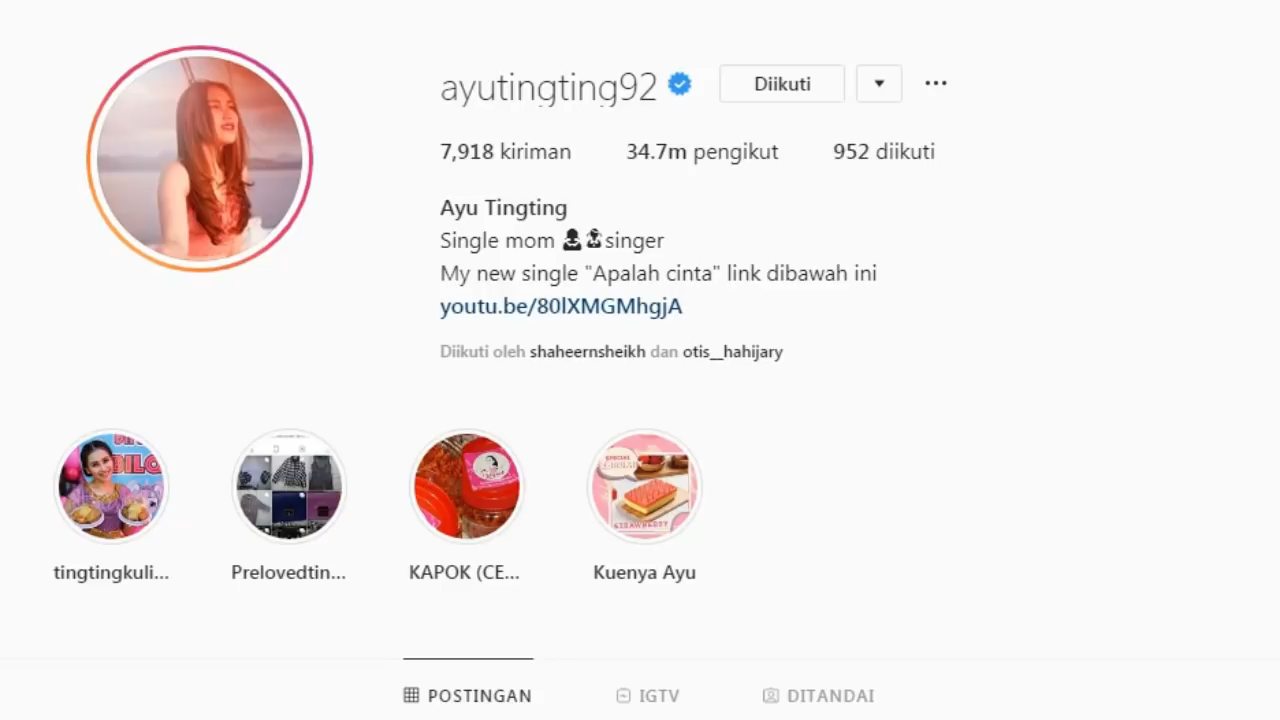 ayutingting92 Diikuti
7,918 kiriman 34.7m pengikut 952 diikuti
Ayu Tingting
Single mom singer
My new single "Apalah cinta" link dibawah ini
youtu.be/80lXMGMhgjA
Diikuti oleh shaheernsheikh dan otis__hahijary
SPECIAL
STRAWBERRY
tingtingkuli... Prelovedtin... KAPOK (CE... Kuenya Ayu
POSTINGAN IGTV DITANDAI